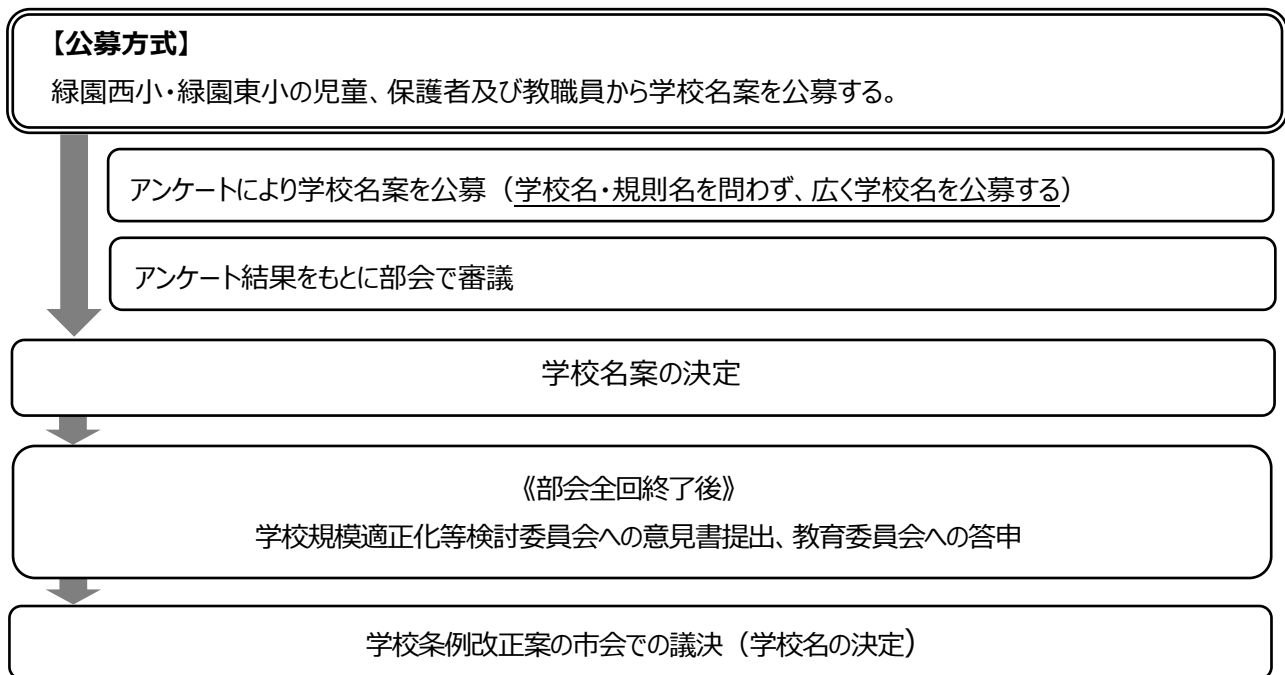 【公募方式】
緑園西小・緑園東小の児童、保護者及び教職員から学校名案を公募する。
アンケートにより学校名案を公募（学校名・規則名を問わず、広く学校名を公募する）
アンケート結果をもとに部会で審議
学校名案の決定
《部会全回終了後》
学校規模適正化等検討委員会への意見書提出、教育委員会への答申
学校条例改正案の市会での議決（学校名の決定）